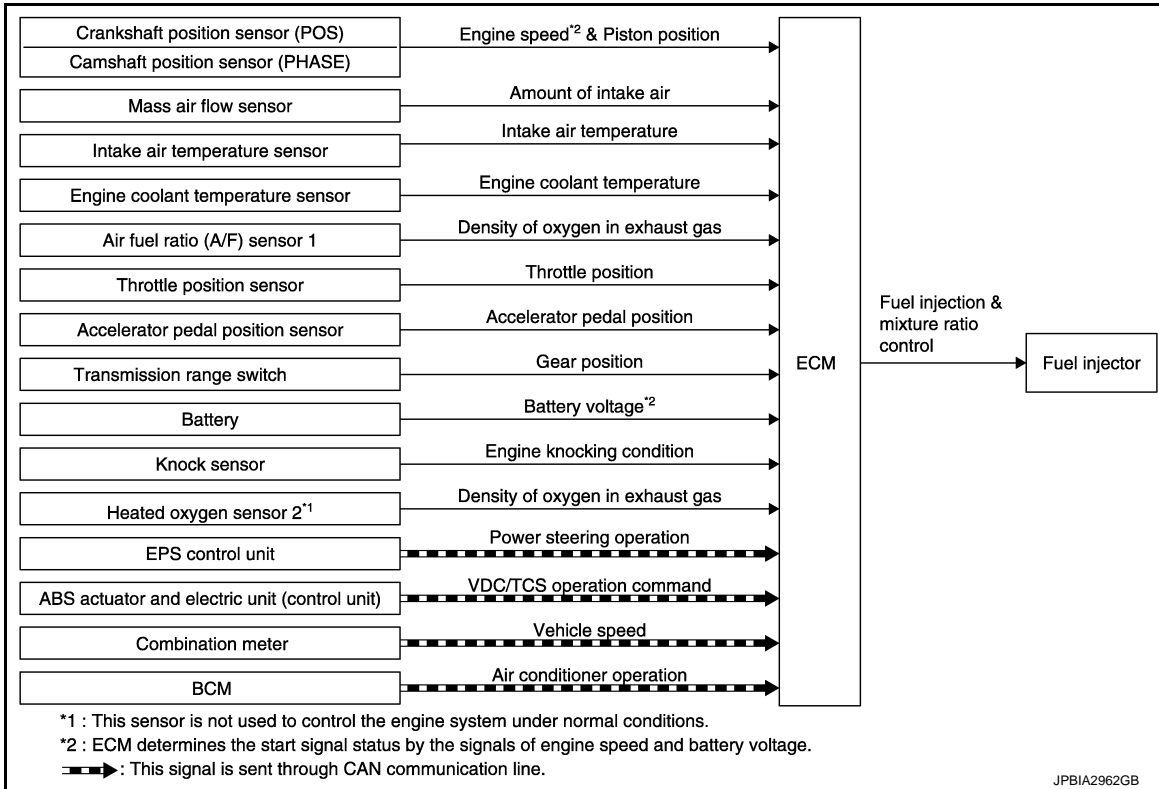 Crankshaft position sensor (POS)
Engine speed*2 & Piston position
Camshaft position sensor (PHASE)
Mass air flow sensor
Amount of intake air
Intake air temperature sensor
Intake air temperature
Engine coolant temperature sensor
Engine coolant temperature
Air fuel ratio (A/F) sensor 1
Density of oxygen in exhaust gas
Throttle position sensor
Throttle position
Accelerator pedal position sensor
Accelerator pedal position
Transmission range switch
Gear position
Battery
Battery voltage*2
Knock sensor
Engine knocking condition
Heated oxygen sensor 2*1
Density of oxygen in exhaust gas
EPS control unit
Power steering operation
ABS actuator and electric unit (control unit)
VDC/TCS operation command
Combination meter
Vehicle speed
BCM
Air conditioner operation
ECM
Fuel injection &
mixture ratio
control
Fuel injector
*1 : This sensor is not used to control the engine system under normal conditions.
*2 : ECM determines the start signal status by the signals of engine speed and battery voltage.
: This signal is sent through CAN communication line.
JPBIA2962GB